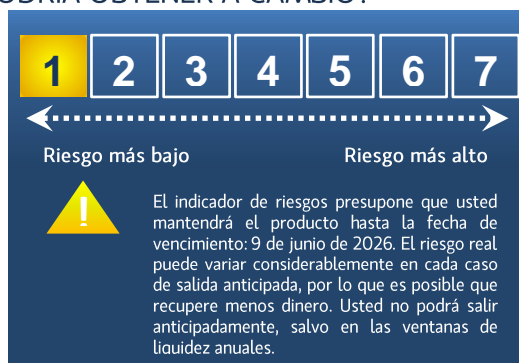 ODRÍA OBTENER A CAMBIO?
1 2 3 4 5 6 7
Riesgo más bajo Riesgo más alto
!
El indicador de riesgos presupone que usted
mantendrá el producto hasta la fecha de
vencimiento: 9 de junio de 2026. El riesgo real
puede variar considerablemente en cada caso
de salida anticipada, por lo que es posible que
recupere menos dinero. Usted no podrá salir
anticipadamente, salvo en las ventanas de
liquidez anuales.